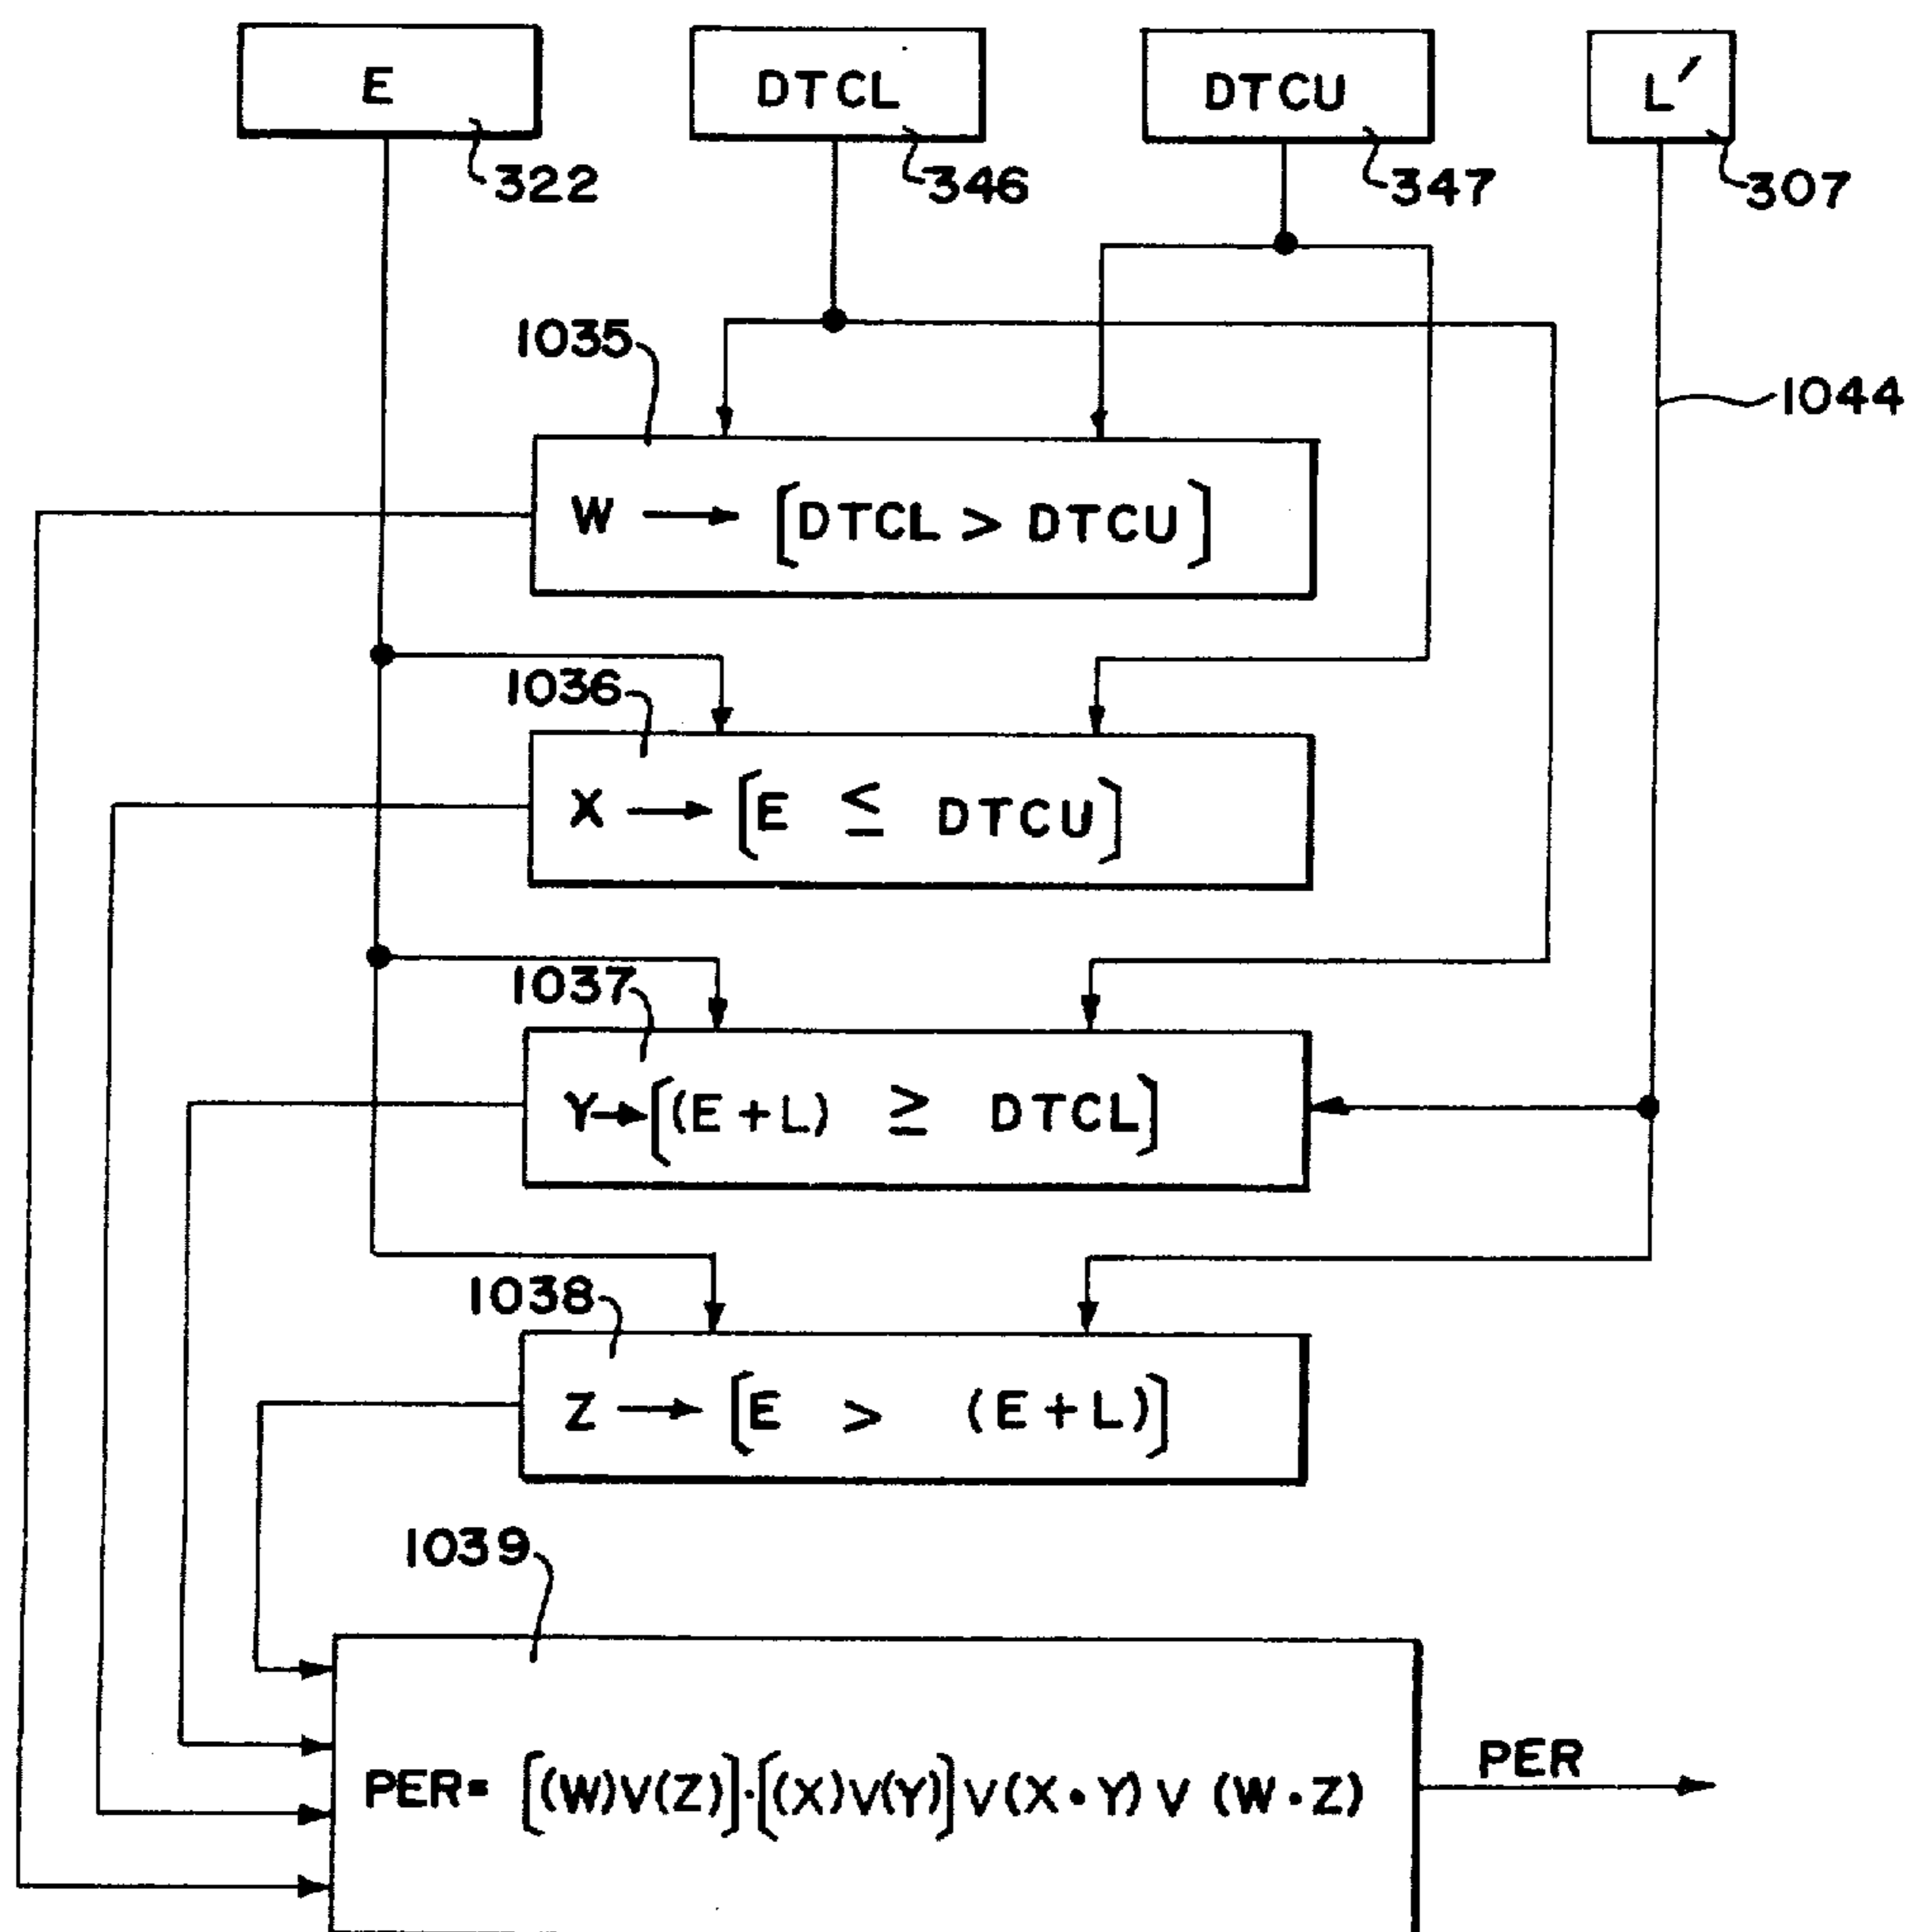 E
DTCL
DTCU
L′
322
346
347
307
1035
1044
W → [DTCL > DTCU]
1036
X → [E ≤ DTCU]
1037
Y→[(E+L) ≥ DTCL]
1038
Z → [E > (E+L)]
1039
PER
PER= [(W)V(Z)]·[(X)V(Y)]V(X•Y) V (W•Z)